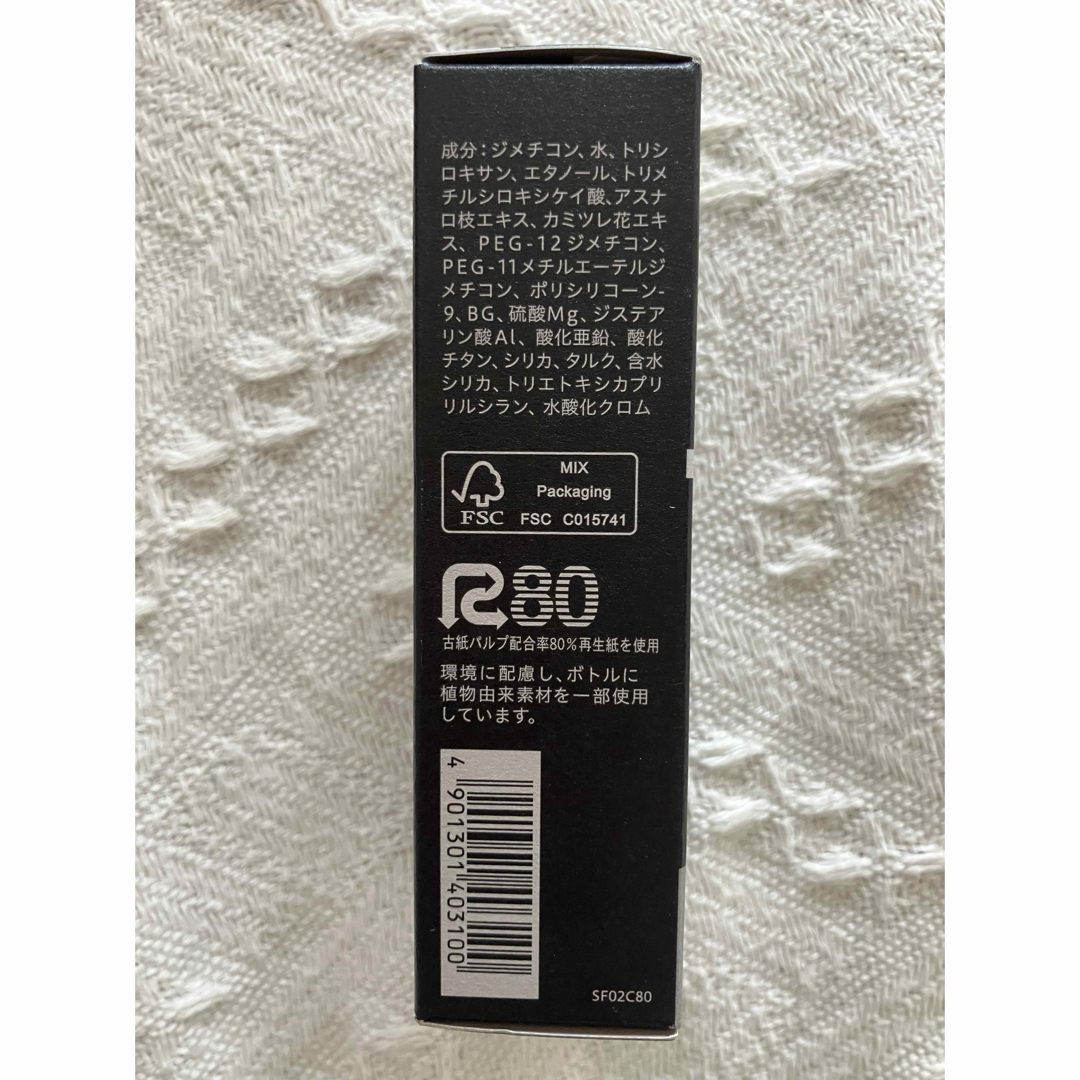 成分：ジメチコン、水、トリシ
ロキサン、エタノール、トリメ
チルシロキシケイ酸、アスナ
ロ枝エキス、カミツレ花エキ
ス、PEG-12ジメチコン、
PEG-11メチルエーテルジ
メチコン、ポリシリコーン-
9、BG、硫酸Mg、ジステア
リン酸Al、酸化亜鉛、酸化
チタン、シリカ、タルク、含水
シリカ、トリエトキシカプリ
リルシラン、水酸化クロム
MIX
Packaging
FSC FSC C015741
80
古紙パルプ配合率80%再生紙を使用
環境に配慮し、ボトルに
植物由来素材を一部使用
しています。
4 901301 403100
SF02C80